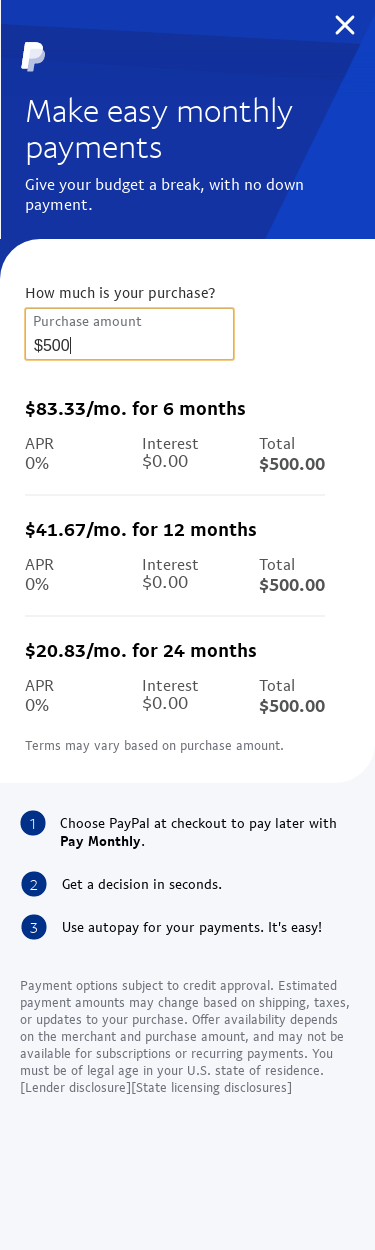 Make easy monthly
payments
Give your budget a break, with no down
payment.
How much is your purchase?
Purchase amount
$500
$83.33/mo. for 6 months
APR Interest Total
0% $0.00 $500.00
$41.67/mo. for 12 months
APR Interest Total
0% $0.00 $500.00
$20.83/mo. for 24 months
APR Interest Total
0% $0.00 $500.00
Terms may vary based on purchase amount.
1 Choose PayPal at checkout to pay later with
Pay Monthly.
2 Get a decision in seconds.
3 Use autopay for your payments. It's easy!
Payment options subject to credit approval. Estimated
payment amounts may change based on shipping, taxes,
or updates to your purchase. Offer availability depends
on the merchant and purchase amount, and may not be
available for subscriptions or recurring payments. You
must be of legal age in your U.S. state of residence.
[Lender disclosure][State licensing disclosures]